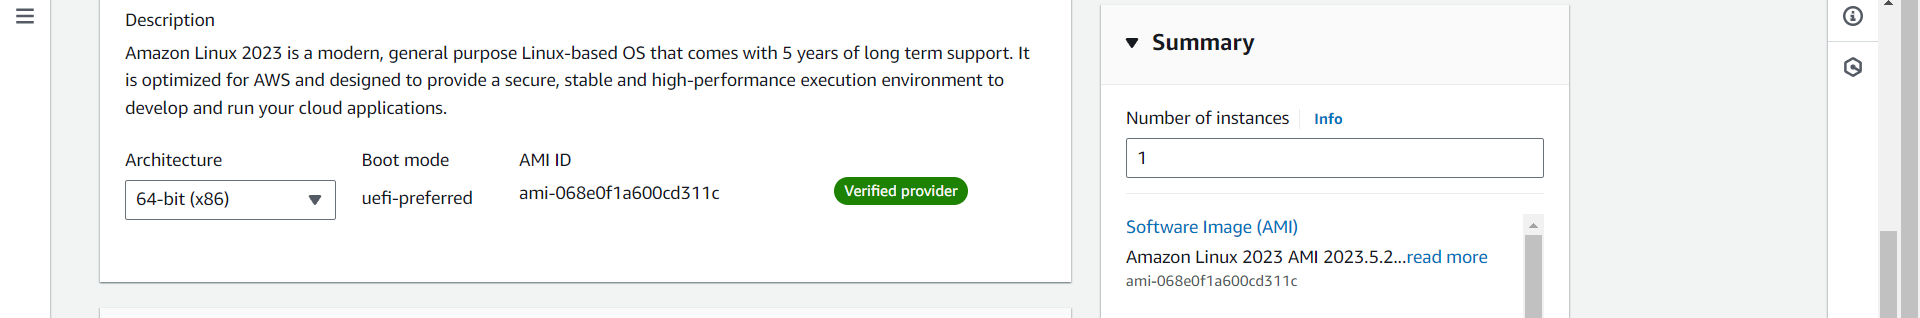 Description
Amazon Linux 2023 is a modern, general purpose Linux-based OS that comes with 5 years of long term support. It
is optimized for AWS and designed to provide a secure, stable and high-performance execution environment to
develop and run your cloud applications.
Architecture
Boot mode
AMI ID
64-bit (x86)
uefi-preferred
ami-068e0f1a600cd311c
Verified provider
Summary
Number of instances
Info
1
Software Image (AMI)
Amazon Linux 2023 AMI 2023.5.2...read more
ami-068e0f1a600cd311c